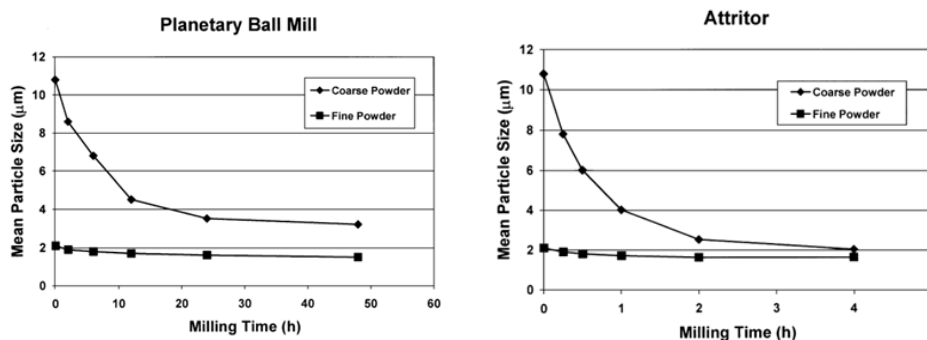 Planetary Ball Mill
Mean Particle Size (μm)
12
10
8
6
4
2
0
Coarse Powder
Fine Powder
0 10 20 30 40 50 60
Milling Time (h)
Attritor
Mean Particle Size (μm)
12
10
8
6
4
2
0
Coarse Powder
Fine Powder
0 1 2 3 4
Milling Time (h)